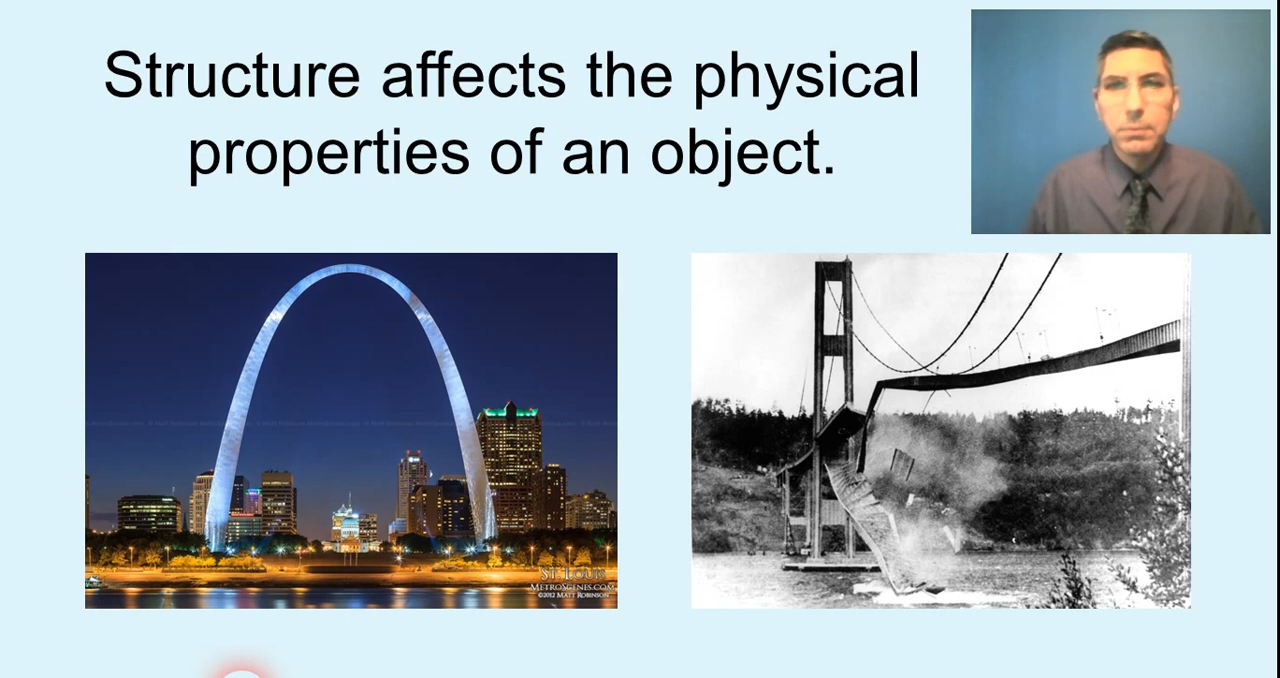 Structure affects the physical
properties of an object.
ST. LOUIS
METROSCENES.COM
©2012 MATT ROBINSON